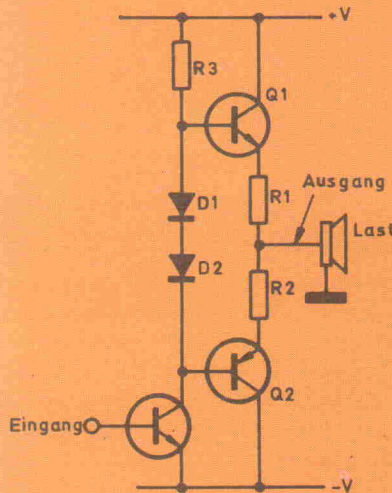 +V
R3
Q1
D1
R1
Ausgang
Last
D2
R2
Q2
Eingang
-V